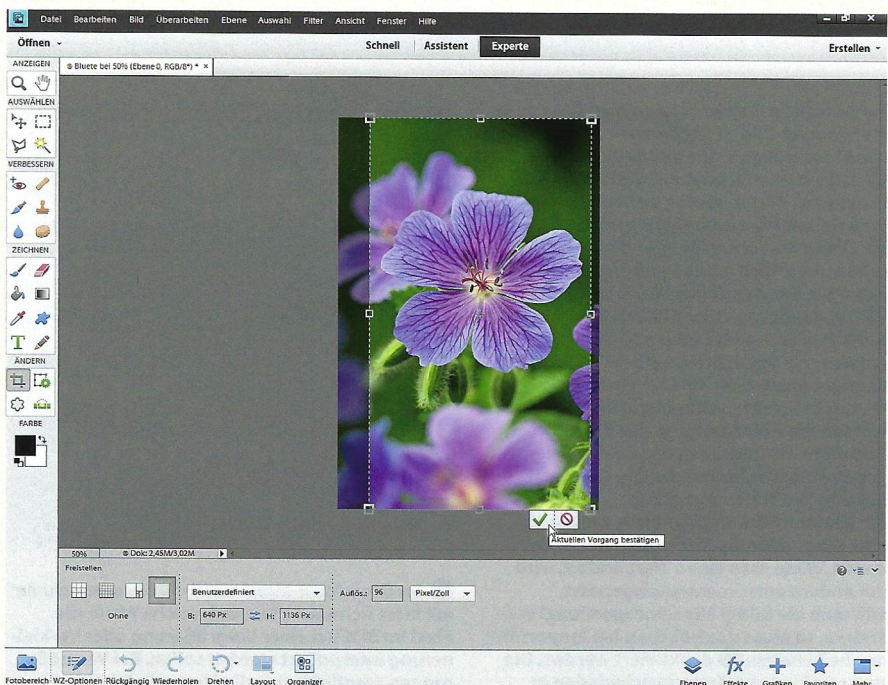 Datei Bearbeiten Bild Überarbeiten Ebene Auswahl Filter Ansicht Fenster Hilfe
Öffnen Schnell Assistent Experte Erstellen
ANZEIGEN
® Bluete bei 50% (Ebene 0, RGB/8*) * ×
AUSWÄHLEN
VERBESSERN
ZEICHNEN
T
ÄNDERN
FARBE
Aktuellen Vorgang bestätigen
50% ® Dok: 2,45M/3,02M
Freistellen
Benutzerdefiniert Auflös.: 96 Pixel/Zoll
Ohne B: 640 Px H: 1136 Px
fx
Fotobereich WZ-Optionen Rückgängig Wiederholen Drehen Layout Organizer Ebenen Effekte Grafiken Favoriten Mehr